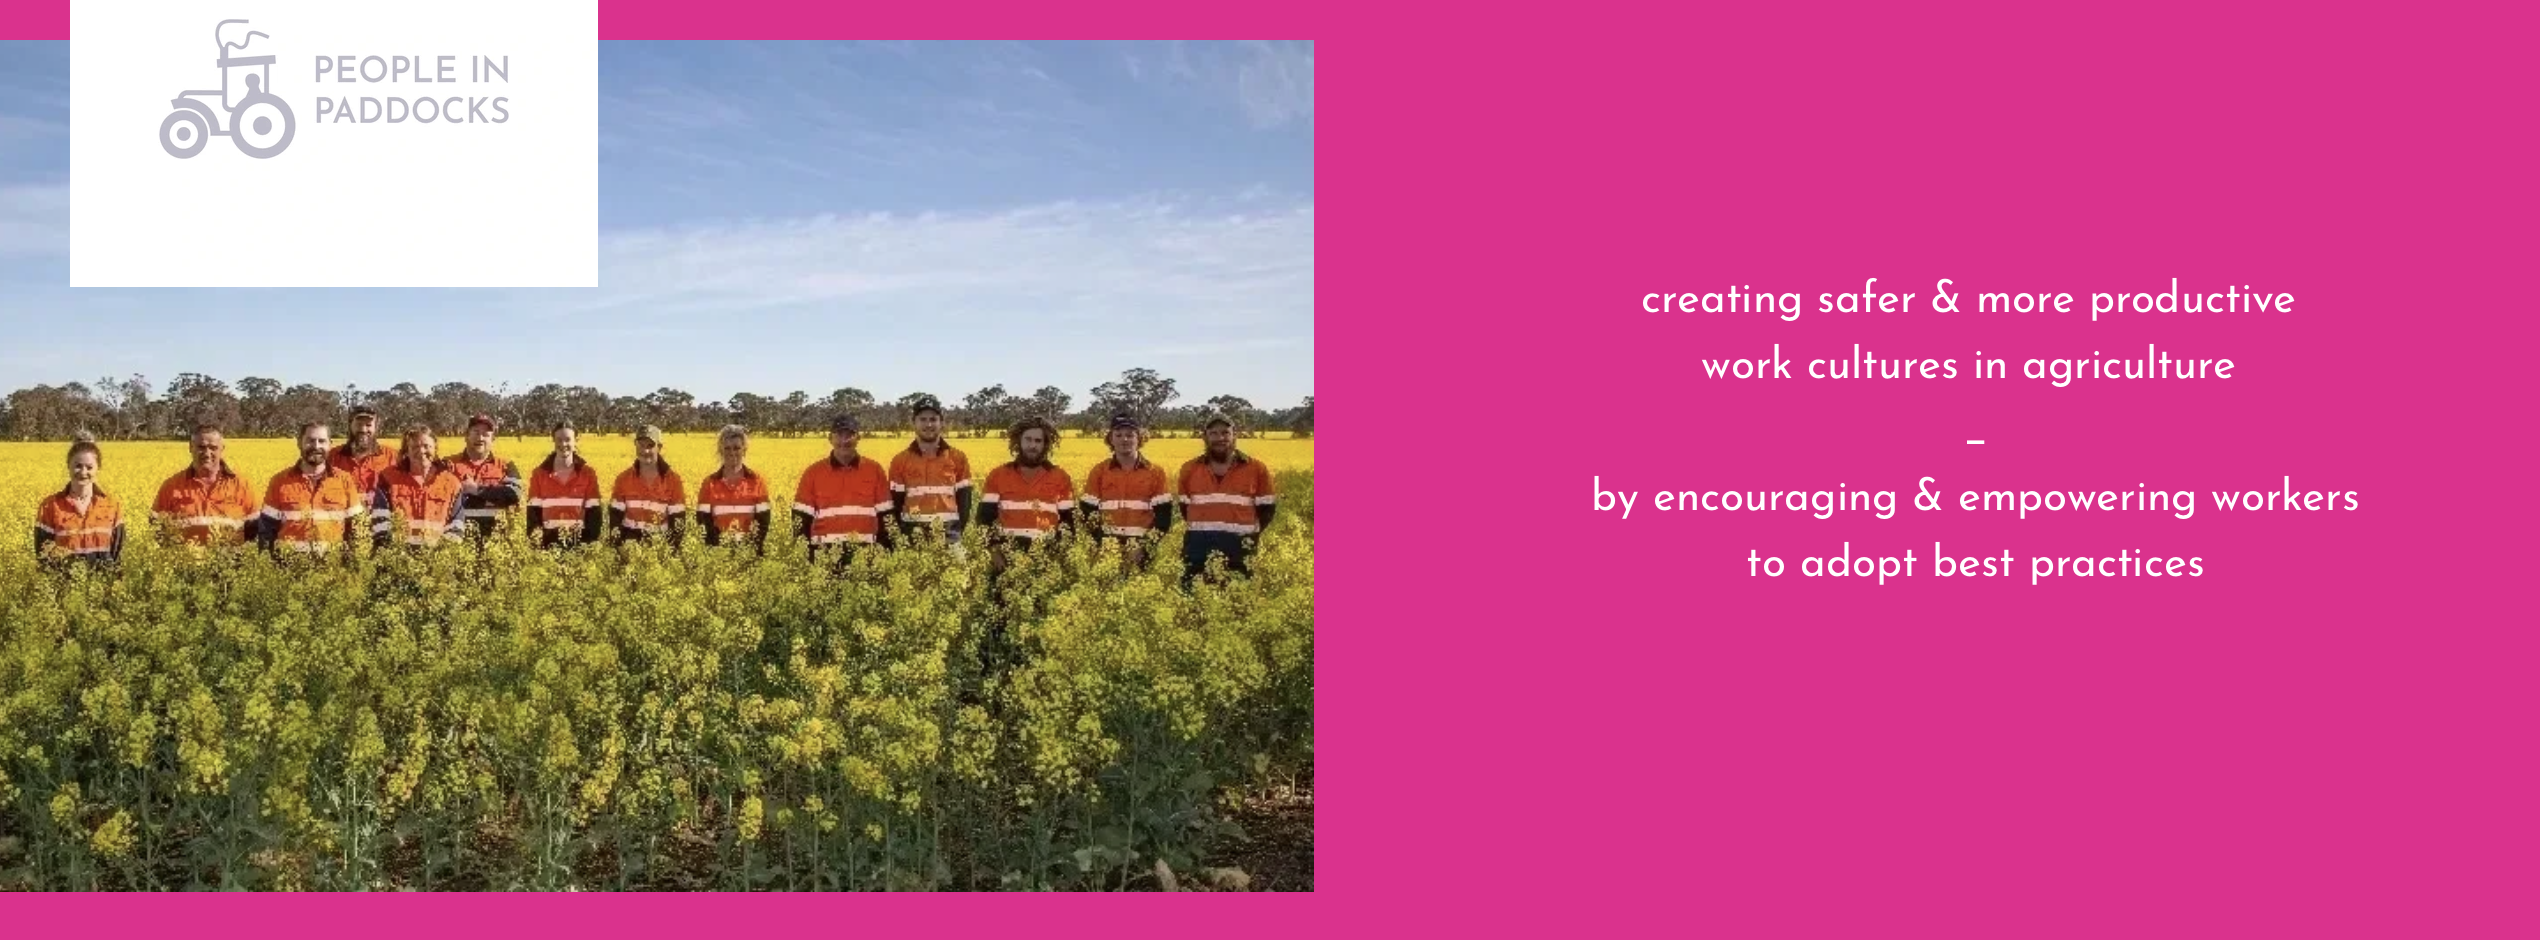 PEOPLE IN
PADDOCKS
creating safer & more productive
work cultures in agriculture
–
by encouraging & empowering workers
to adopt best practices